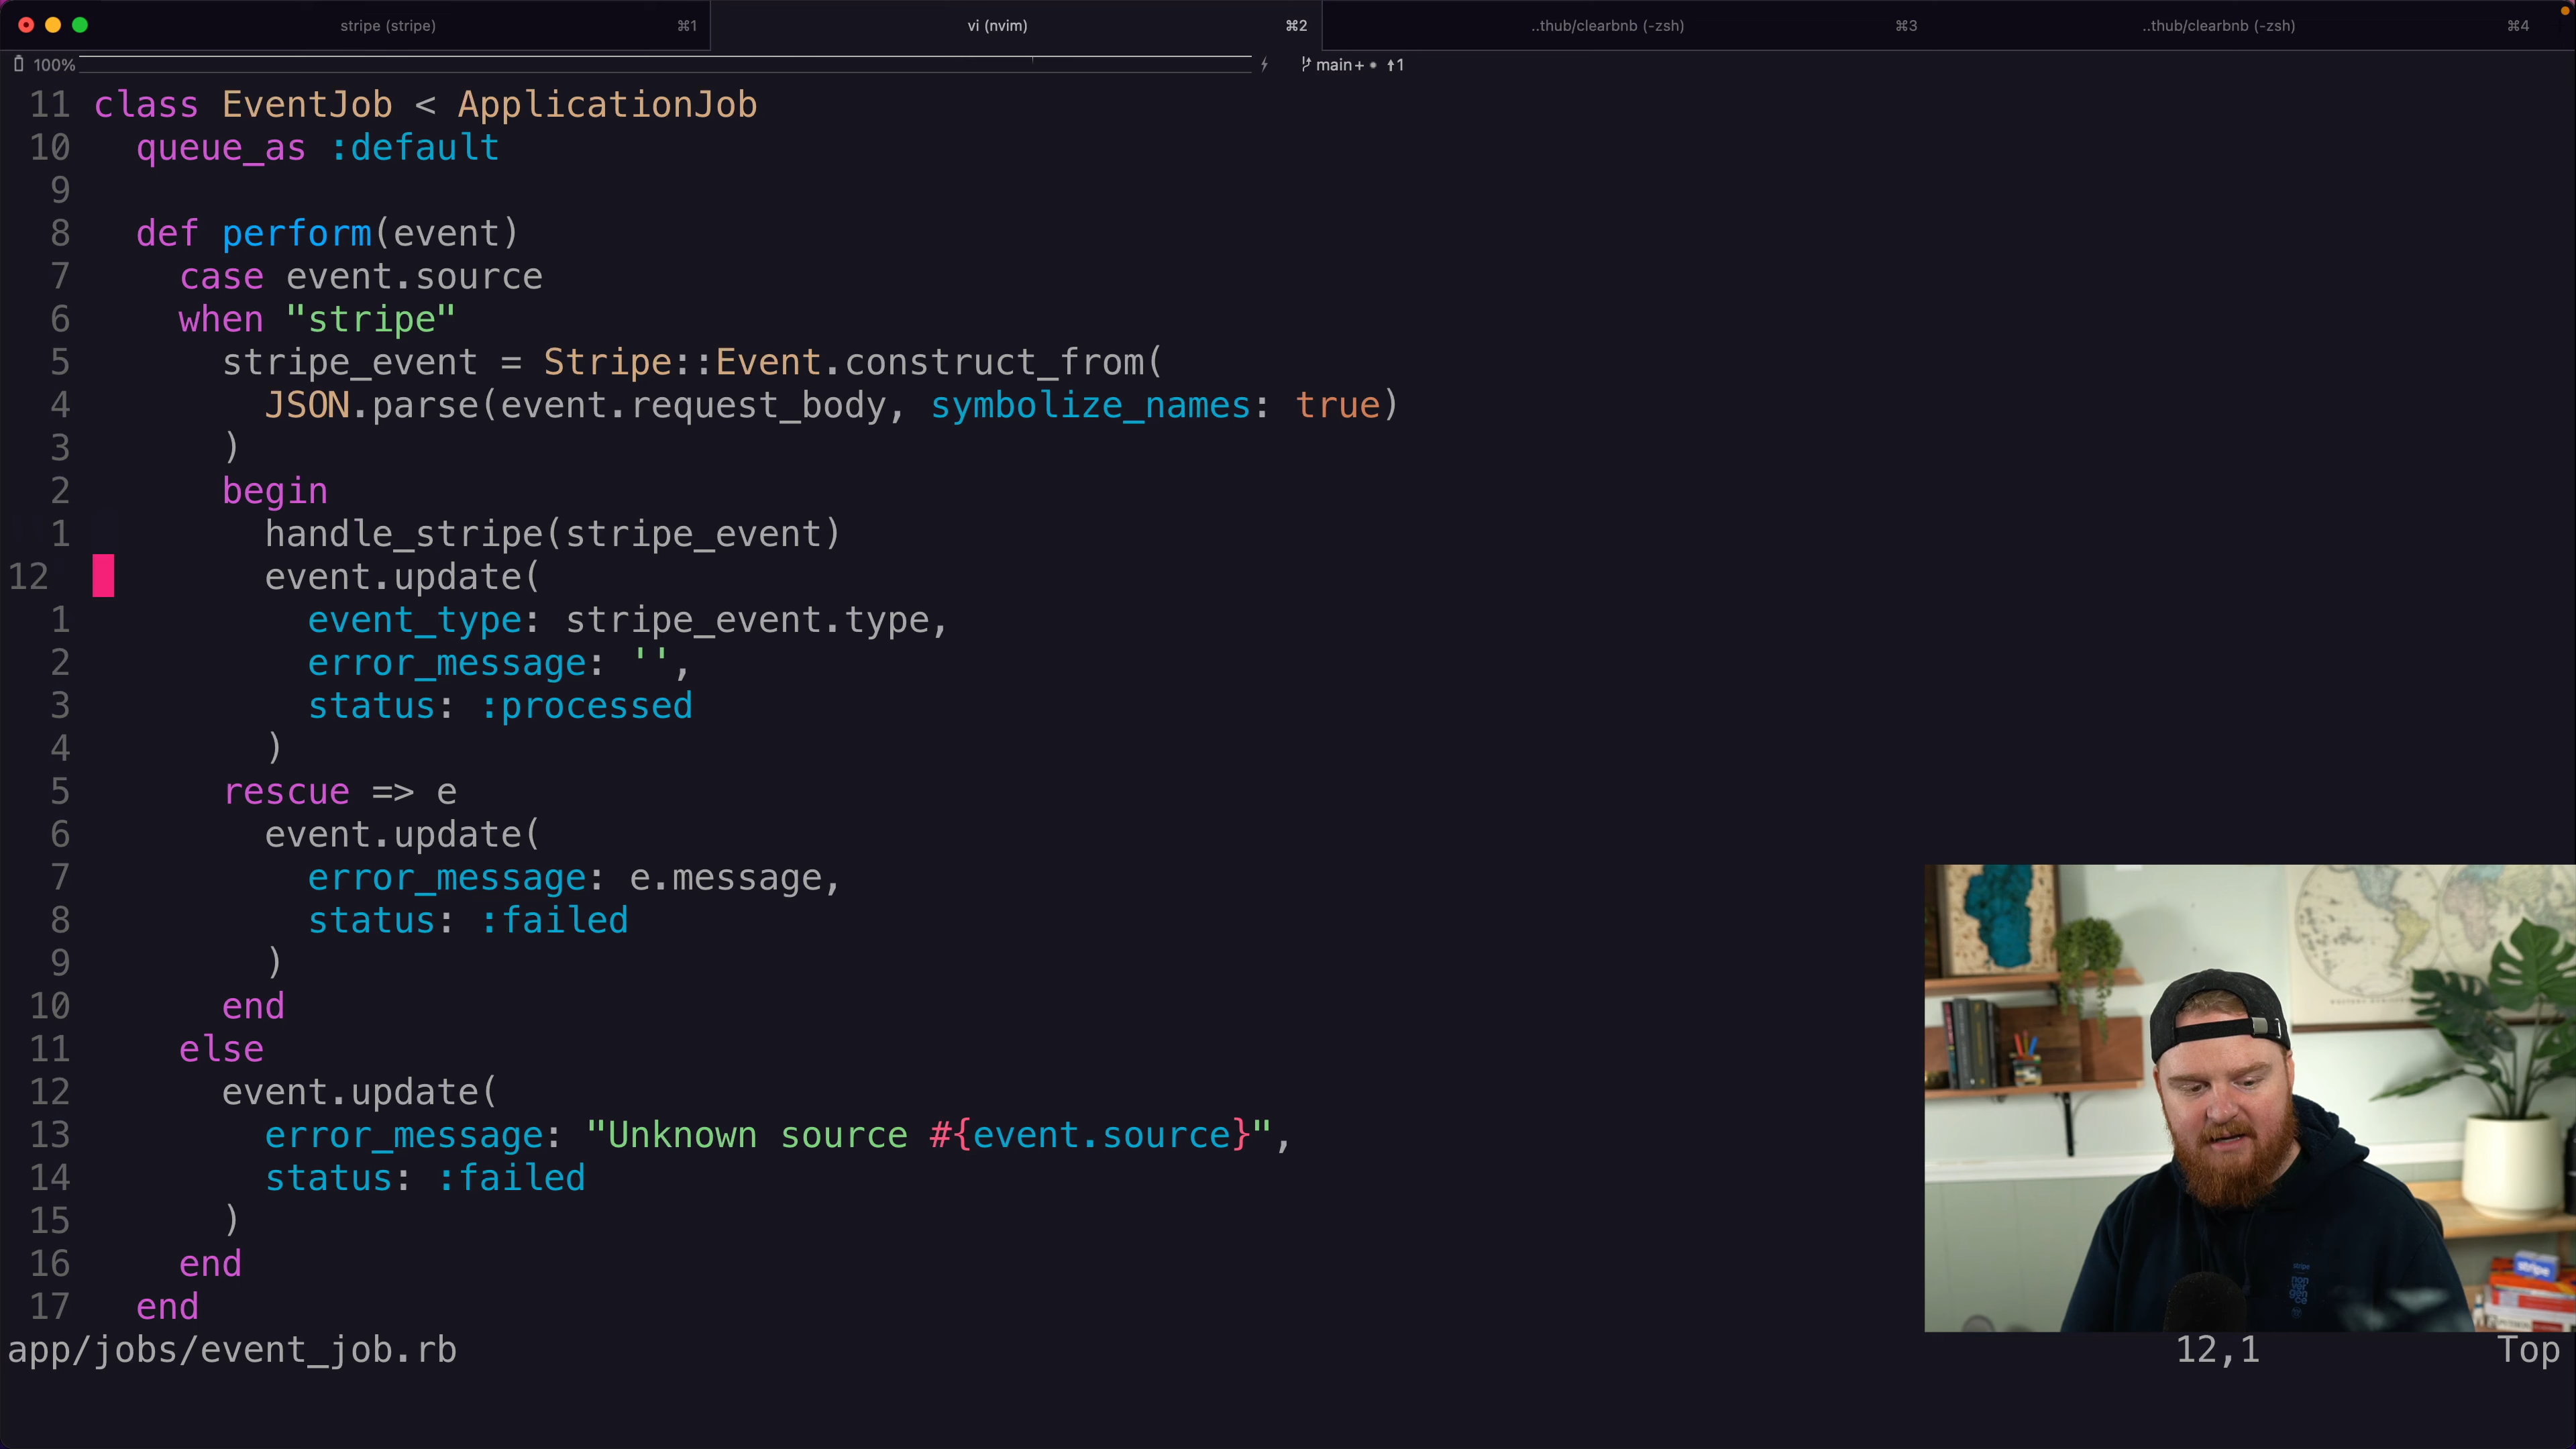 stripe (stripe) ⌘1 vi (nvim) ⌘2 ..thub/clearbnb (-zsh) ⌘3 ..thub/clearbnb (-zsh) ⌘4
100% main+ ↑1
11 class EventJob < ApplicationJob
10 queue_as :default
9
8 def perform(event)
7 case event.source
6 when "stripe"
5 stripe_event = Stripe::Event.construct_from(
4 JSON.parse(event.request_body, symbolize_names: true)
3 )
2 begin
1 handle_stripe(stripe_event)
12 event.update(
1 event_type: stripe_event.type,
2 error_message: '',
3 status: :processed
4 )
5 rescue => e
6 event.update(
7 error_message: e.message,
8 status: :failed
9 )
10 end
11 else
12 event.update(
13 error_message: "Unknown source #{event.source}",
14 status: :failed
15 )
16 end
17 end
stripe
app/jobs/event_job.rb 12,1 Top